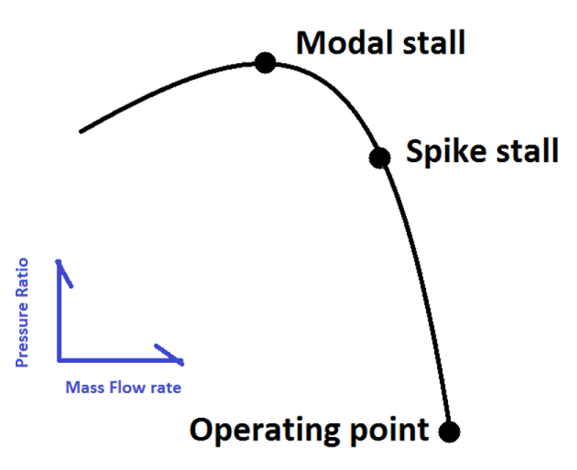 Modal stall
Spike stall
Pressure Ratio
Mass Flow rate
Operating point